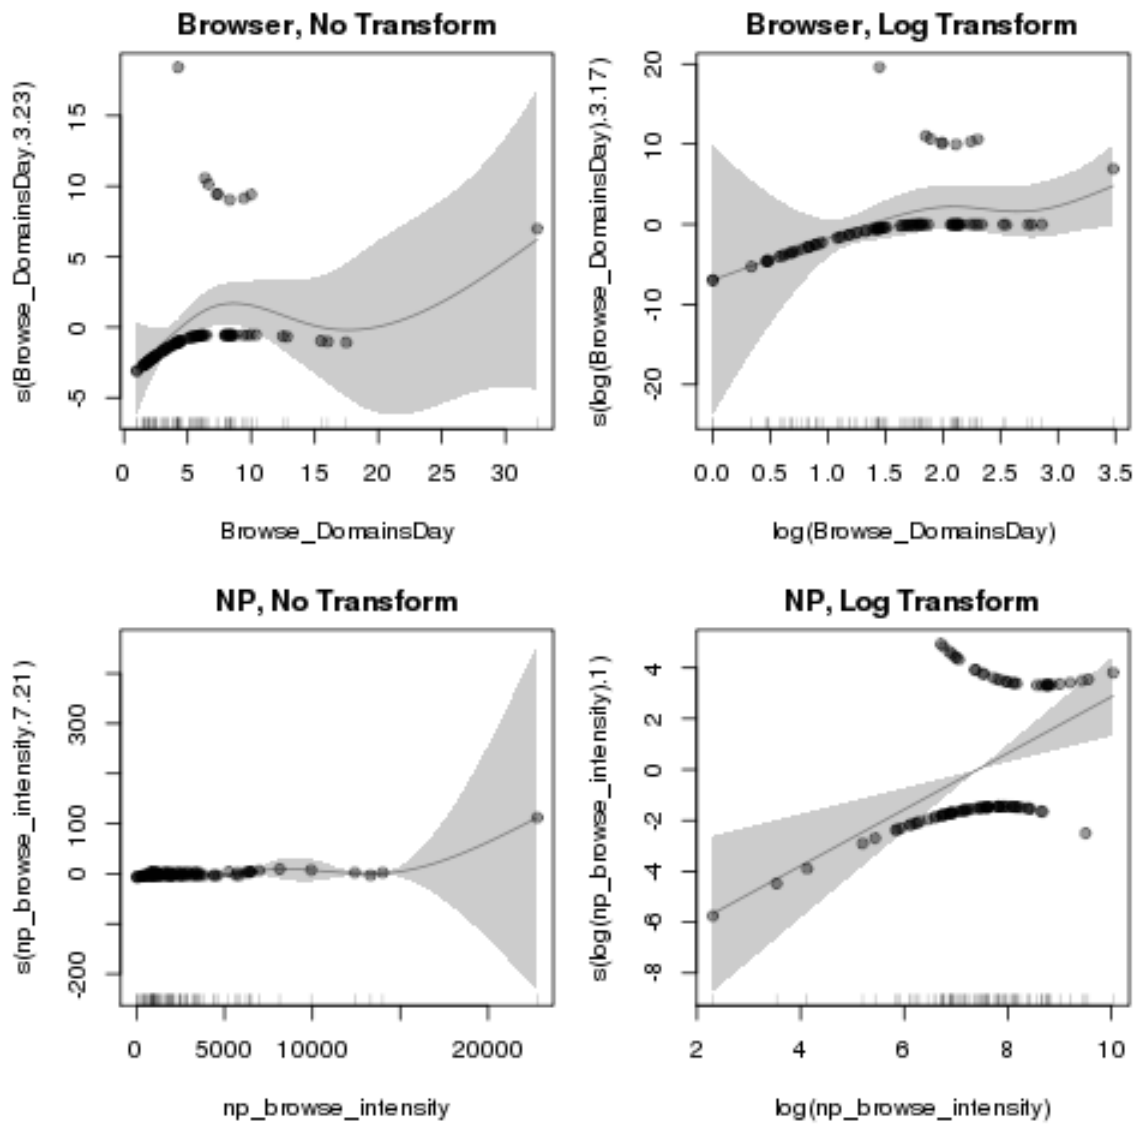 Browser, No Transform
s(Browse_DomainsDay,3.23)
15
10
5
0
-5
0 5 10 15 20 25 30
Browse_DomainsDay
Browser, Log Transform
s(log(Browse_DomainsDay),3.17)
20
10
0
-10
-20
0.0 0.5 1.0 1.5 2.0 2.5 3.0 3.5
log(Browse_DomainsDay)
NP, No Transform
s(np_browse_intensity,7.21)
300
100
0
-200
0 5000 10000 20000
np_browse_intensity
NP, Log Transform
s(log(np_browse_intensity),1)
4
2
0
-2
-4
-6
-8
2 4 6 8 10
log(np_browse_intensity)